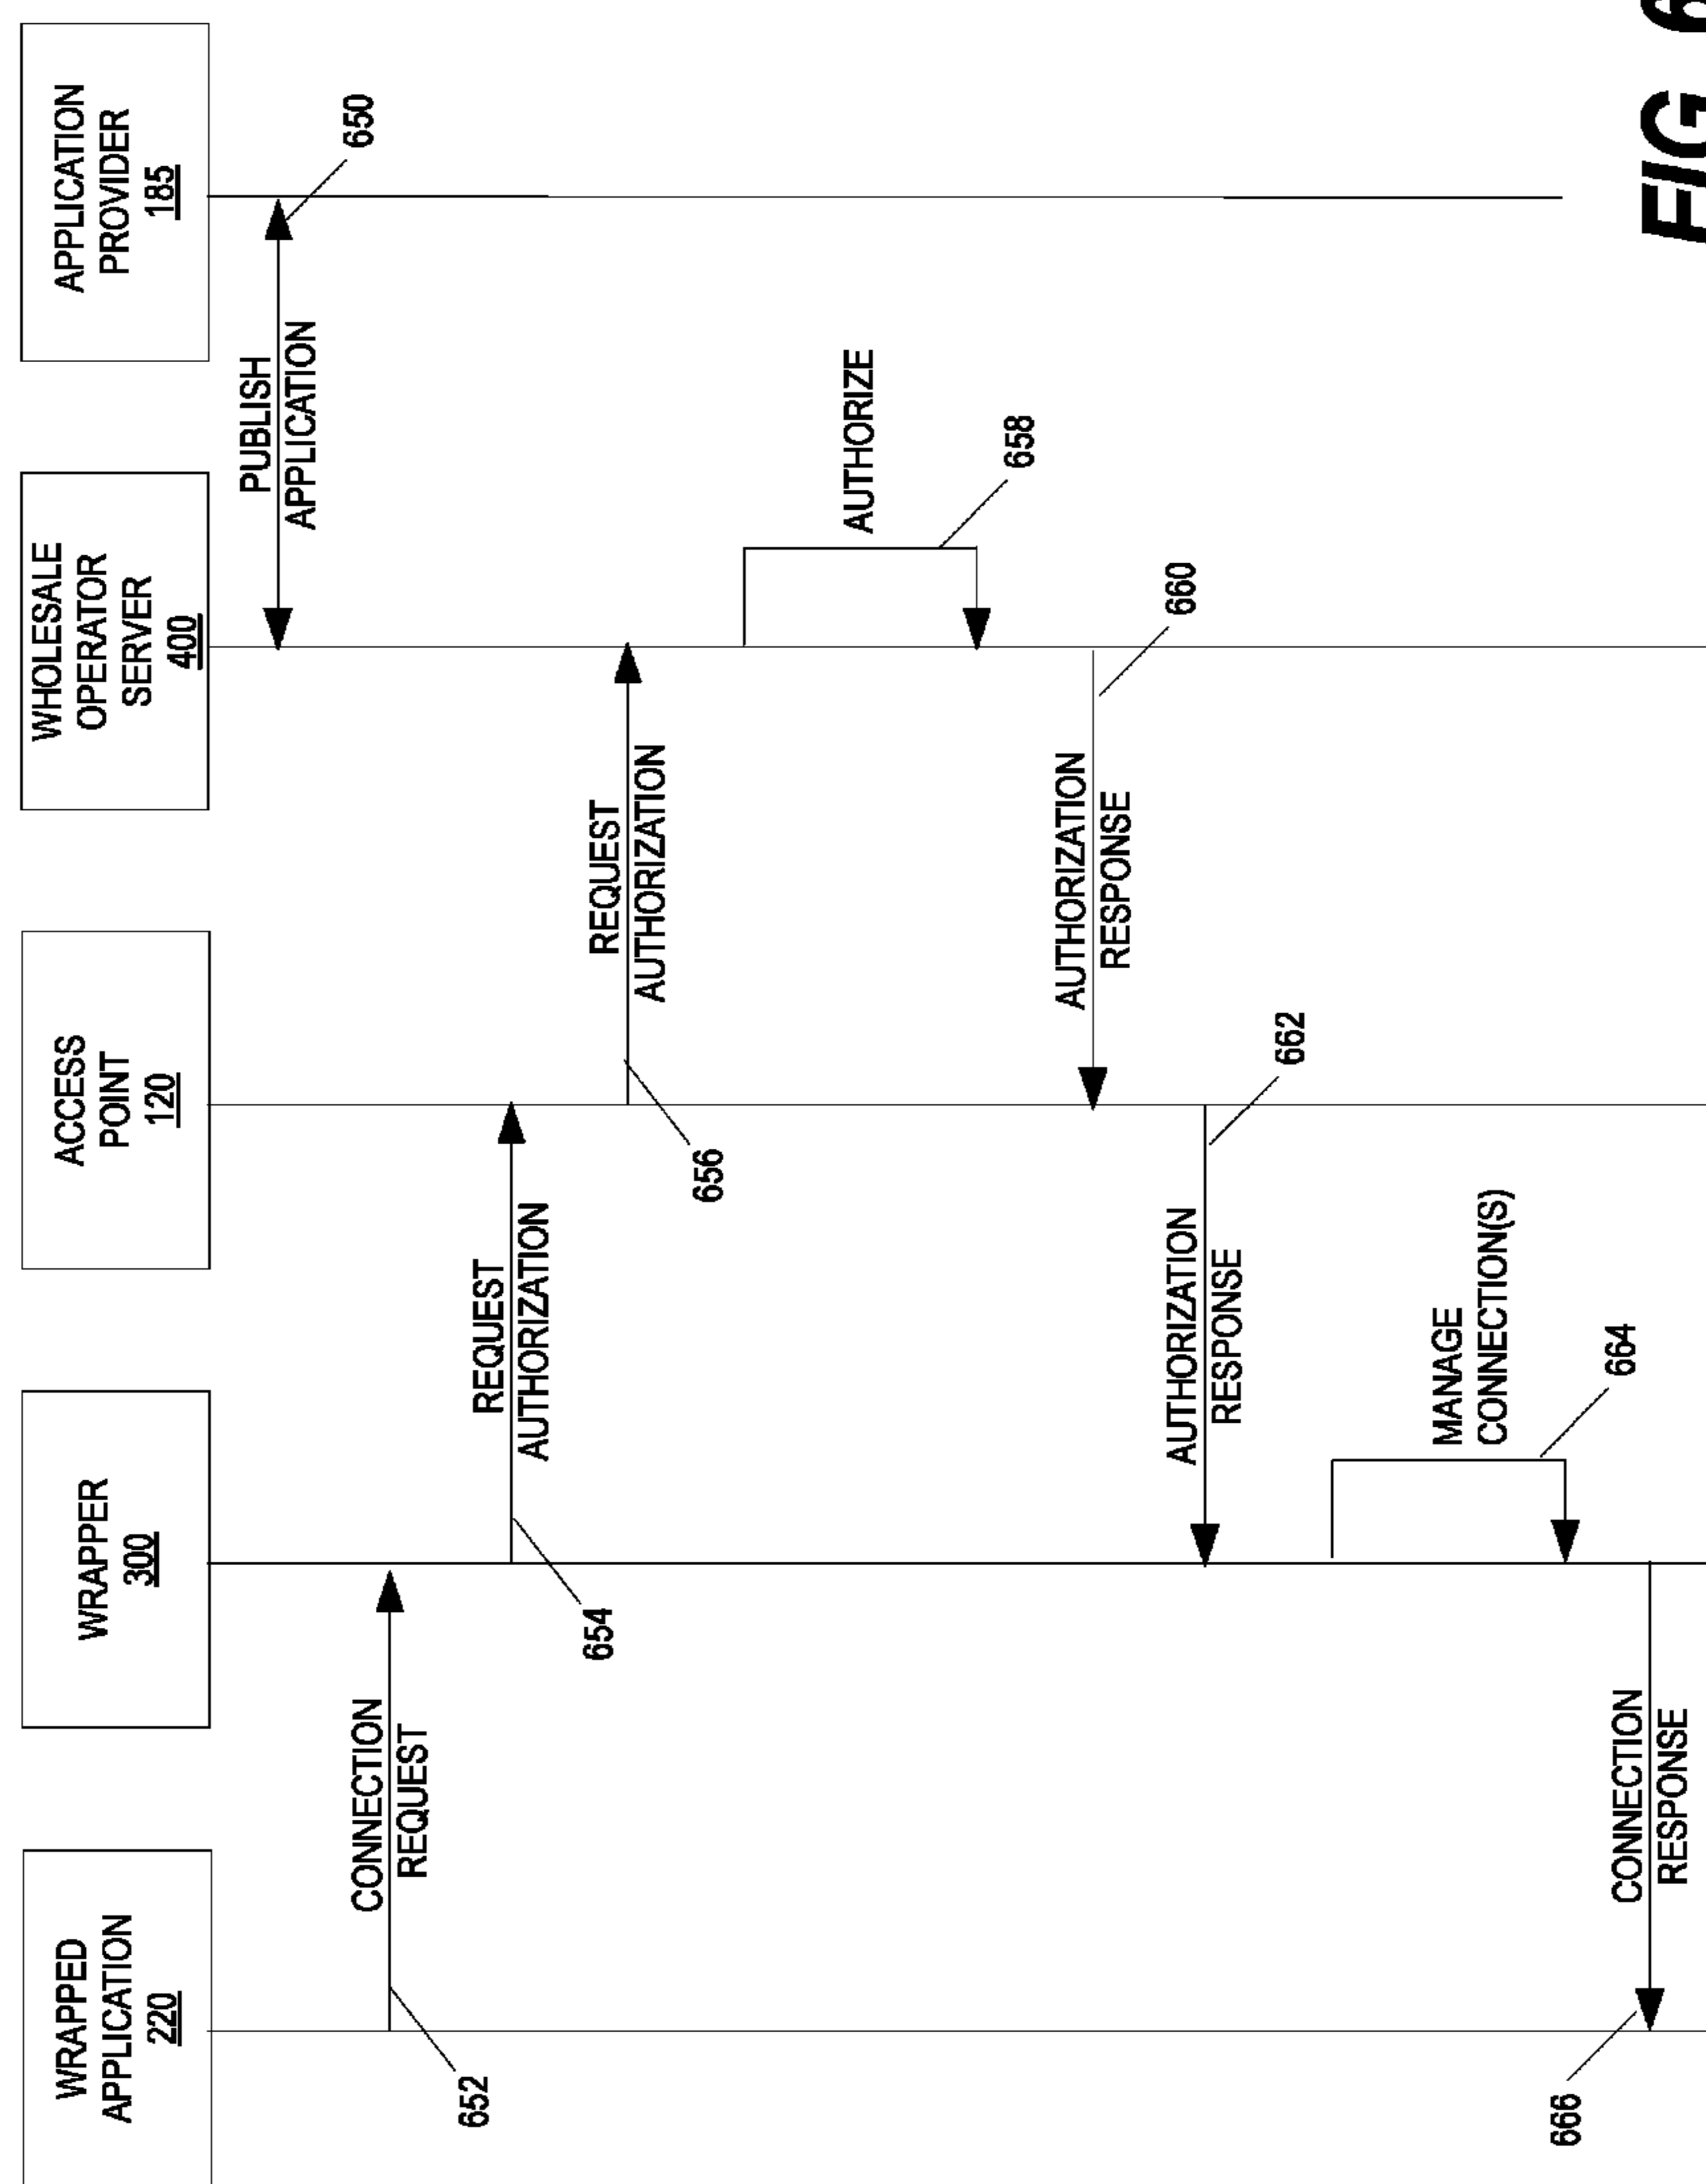 WRAPPED
APPLICATION
220
WRAPPER
300
ACCESS
POINT
120
WHOLESALE
OPERATOR
SERVER
400
APPLICATION
PROVIDER
185
PUBLISH
APPLICATION
650
CONNECTION
REQUEST
652
REQUEST
AUTHORIZATION
654
REQUEST
AUTHORIZATION
656
AUTHORIZE
658
AUTHORIZATION
RESPONSE
660
AUTHORIZATION
RESPONSE
662
MANAGE
CONNECTION(S)
664
CONNECTION
RESPONSE
666
FIG 6